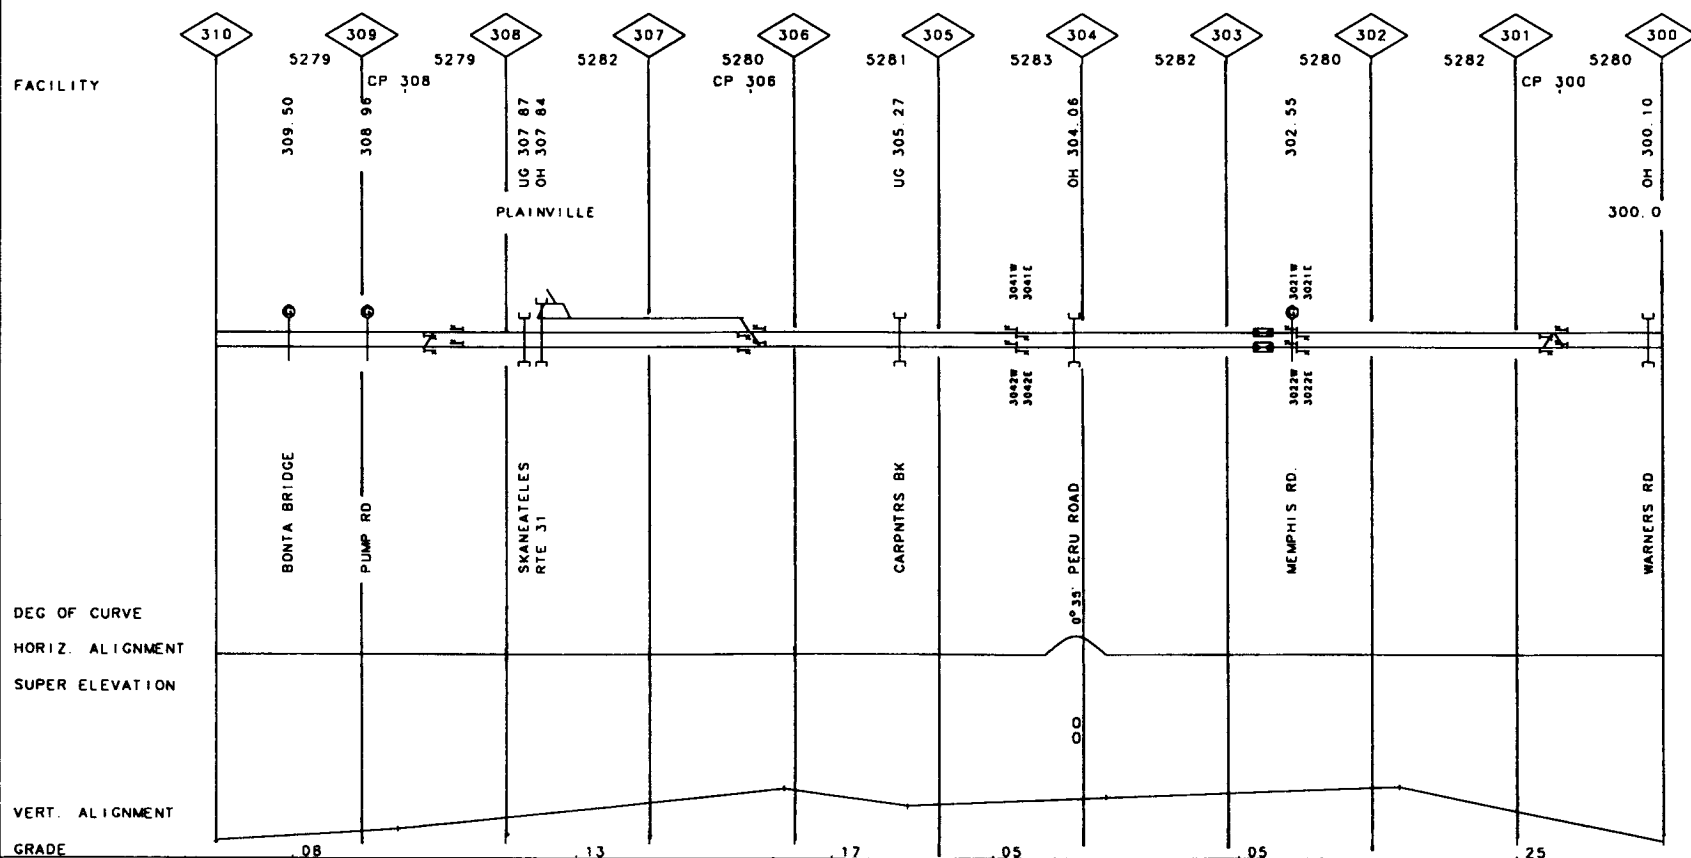 310 309 308 307 306 305 304 303 302 301 300
5279 5279 5282 5280 5281 5283 5282 5280 5282 5280
FACILITY CP 308 CP 306 CP 300
309.50
308 98
UG 307 87
OH 307 84
UG 305.27
OH 304.06
302.55
OH 300.10
PLAINVILLE
300.0
3041W
3041E
3021W
3021E
3042W
3042E
3022W
3022E
BONTA BRIDGE
PUMP RD
SKANEATELES
RTE 31
CARPNTRS BK
PERU ROAD
MEMPHIS RD.
WARNERS RD
DEG OF CURVE 0°35'
HORIZ. ALIGNMENT
SUPER ELEVATION
00
VERT. ALIGNMENT
GRADE .08 .13 .17 .05 .05 .25